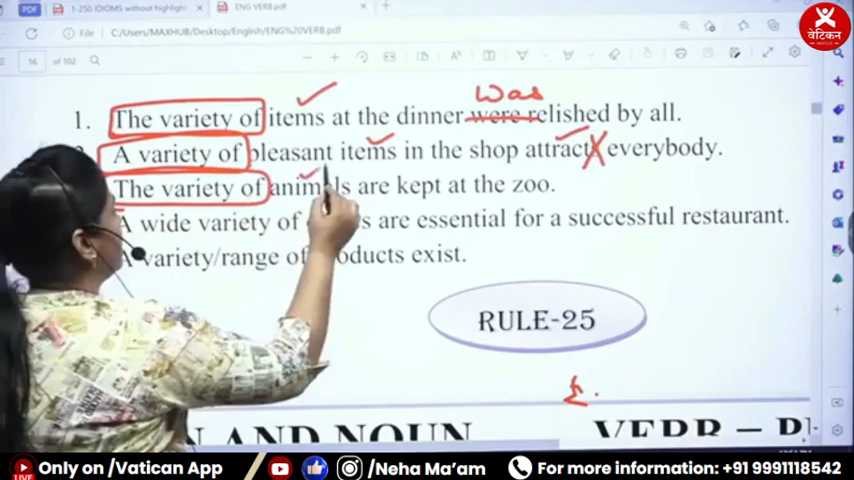 PDF 1-250 IDIOMS without highlight ENG VERB.pdf
File C:/Users/MAXHUB/Desktop/English/ENG%20VERB.pdf
16 of 102
वेटिकन
Was
1. The variety of items at the dinner were relished by all.
A variety of pleasant items in the shop attract everybody.
The variety of animals are kept at the zoo.
A wide variety of are essential for a successful restaurant.
variety/range of products exist.
RULE-25
AND NOUN VERB
LIVE Only on/Vatican App /Neha Ma'am For more information: +91 9991118542